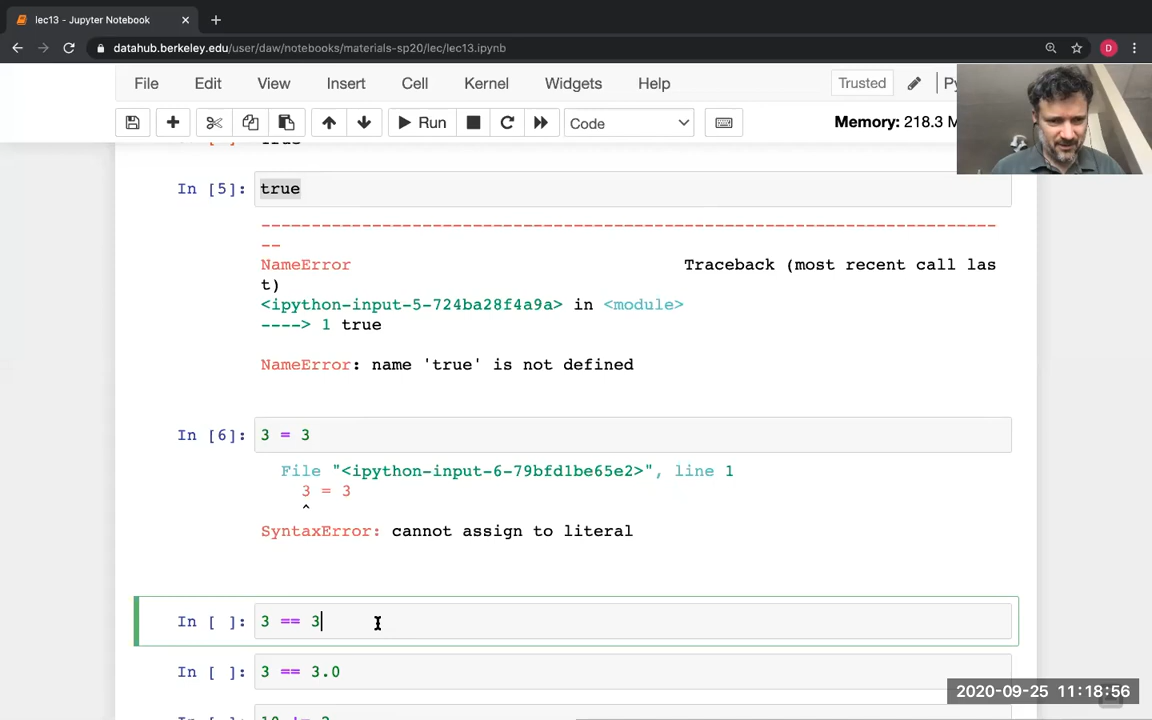 lec13 - Jupyter Notebook
datahub.berkeley.edu/user/daw/notebooks/materials-sp20/lec/lec13.ipynb
D
File Edit View Insert Cell Kernel Widgets Help Trusted Py
Run Code Memory: 218.3 M
In [5]: true
--------------------------------------------------------------------------
--
NameError Traceback (most recent call las
t)
<ipython-input-5-724ba28f4a9a> in <module>
----> 1 true
NameError: name 'true' is not defined
In [6]: 3 = 3
File "<ipython-input-6-79bfd1be65e2>", line 1
3 = 3
^
SyntaxError: cannot assign to literal
In [ ]: 3 == 3
In [ ]: 3 == 3.0
2020-09-25 11:18:56